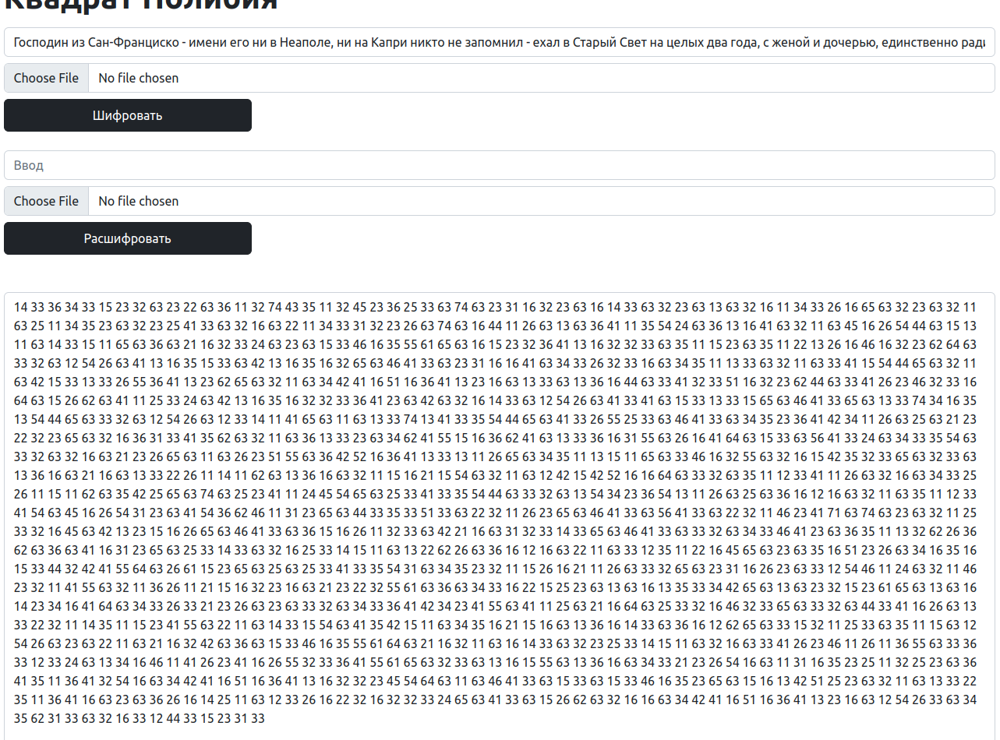 Квадрат Полибия
Господин из Сан-Франциско - имени его ни в Неаполе, ни на Капри никто не запомнил - ехал в Старый Свет на целых два года, с женой и дочерью, единственно ради
Choose File No file chosen
Шифровать
Ввод
Choose File No file chosen
Расшифровать
14 33 36 34 33 15 23 32 63 23 22 63 36 11 32 74 43 35 11 32 45 23 36 25 33 63 74 63 23 31 16 32 23 63 16 14 33 63 32 23 63 13 63 32 16 11 34 33 26 16 65 63 32 23 63 32 11
63 25 11 34 35 23 63 32 23 25 41 33 63 32 16 63 22 11 34 33 31 32 23 26 63 74 63 16 44 11 26 63 13 63 36 41 11 35 54 24 63 36 13 16 41 63 32 11 63 45 16 26 54 44 63 15 13
11 63 14 33 15 11 65 63 36 63 21 16 32 33 24 63 23 63 15 33 46 16 35 55 61 65 63 16 15 23 32 36 41 13 16 32 32 33 63 35 11 15 23 63 35 11 22 13 26 16 46 16 32 23 62 64 63
33 32 63 12 54 26 63 41 13 16 35 15 33 63 42 13 16 35 16 32 65 63 46 41 33 63 23 31 16 16 41 63 34 33 26 32 33 16 63 34 35 11 13 33 63 32 11 63 33 41 15 54 44 65 63 32 11
63 42 15 33 13 33 26 55 36 41 13 23 62 65 63 32 11 63 34 42 41 16 51 16 36 41 13 23 16 63 13 33 63 13 36 16 44 63 33 41 32 33 51 16 32 23 62 44 63 33 41 26 23 46 32 33 16
64 63 15 26 62 63 41 11 25 33 24 63 42 13 16 35 16 32 32 33 36 41 23 63 42 63 32 16 14 33 63 12 54 26 63 41 33 41 63 15 33 13 33 15 65 63 46 41 33 65 63 13 33 74 34 16 35
13 54 44 65 63 33 32 63 12 54 26 63 12 33 14 11 41 65 63 11 63 13 33 74 13 41 33 35 54 44 65 63 41 33 26 55 25 33 63 46 41 33 63 34 35 23 36 41 42 34 11 26 63 25 63 21 23
22 32 23 65 63 32 16 36 31 33 41 35 62 63 32 11 63 36 13 33 23 63 34 62 41 55 15 16 36 62 41 63 13 33 36 16 31 55 63 26 16 41 64 63 15 33 63 56 41 33 24 63 34 33 35 54 63
33 32 63 32 16 63 21 23 26 65 63 11 63 26 23 51 55 63 36 42 52 16 36 41 13 33 13 11 26 65 63 34 35 11 13 15 11 65 63 33 46 16 32 55 63 32 16 15 42 35 32 33 65 63 32 33 63
13 36 16 63 21 16 63 13 33 22 26 11 14 11 62 63 13 36 16 63 32 11 15 16 21 15 54 63 32 11 63 12 42 15 42 52 16 16 64 63 33 32 63 35 11 12 33 41 11 26 63 32 16 63 34 33 25
26 11 15 11 62 63 35 42 25 65 63 74 63 25 23 41 11 24 45 54 65 63 25 33 41 33 35 54 44 63 33 32 63 13 54 34 23 36 54 13 11 26 63 25 63 36 16 12 16 63 32 11 63 35 11 12 33
41 54 63 45 16 26 54 31 23 63 41 54 36 62 46 11 31 23 65 63 44 33 35 33 51 33 63 22 32 11 26 23 65 63 46 41 33 63 56 41 33 63 22 32 11 46 23 41 71 63 74 63 23 63 32 11 25
33 32 16 45 63 42 13 23 15 16 26 65 63 46 41 33 63 36 15 16 26 11 32 33 63 42 21 16 63 31 32 33 14 33 65 63 46 41 33 63 33 32 63 34 33 46 41 23 63 36 35 11 13 32 62 26 36
62 63 36 63 41 16 31 23 65 63 25 33 14 33 63 32 16 25 33 14 15 11 63 13 22 62 26 63 36 16 12 16 63 22 11 63 33 12 35 11 22 16 45 65 63 23 63 35 16 51 23 26 63 34 16 35 16
15 33 44 32 42 41 55 64 63 26 61 15 23 65 63 25 63 25 33 41 33 35 54 31 63 34 35 23 32 11 15 26 16 21 11 26 63 33 32 65 63 23 31 16 26 23 63 33 12 54 46 11 24 63 32 11 46
23 32 11 41 55 63 32 11 36 26 11 21 15 16 32 23 16 63 21 23 22 32 55 61 63 36 63 34 33 16 22 15 25 23 63 13 63 16 13 35 33 34 42 65 63 13 63 23 32 15 23 61 65 63 13 63 16
14 23 34 16 41 64 63 34 33 26 33 21 23 26 63 23 63 33 32 63 34 33 36 41 42 34 23 41 55 63 41 11 25 63 21 16 64 63 25 33 32 16 46 32 33 65 63 33 32 63 44 33 41 16 26 63 13
33 22 32 11 14 35 11 15 23 41 55 63 22 11 63 14 33 15 54 63 41 35 42 15 11 63 34 35 16 21 15 16 63 13 36 16 14 33 63 36 16 12 62 65 63 33 15 32 11 25 33 63 35 11 15 63 12
54 26 63 23 63 22 11 63 21 16 32 42 63 36 63 15 33 46 16 35 55 61 64 63 21 16 32 11 63 16 14 33 63 32 23 25 33 14 15 11 63 32 16 63 33 41 26 23 46 11 26 11 36 55 63 33 36
33 12 33 24 63 13 34 16 46 11 41 26 23 41 16 26 55 32 33 36 41 55 61 65 63 32 33 63 13 16 15 55 63 13 36 16 63 34 33 21 23 26 54 16 63 11 31 16 35 23 25 11 32 25 23 63 36
41 35 11 36 41 32 54 16 63 34 42 41 16 51 16 36 41 13 16 32 32 23 45 54 64 63 11 63 46 41 33 63 15 33 63 15 33 46 16 35 23 65 63 15 16 13 42 51 25 23 63 32 11 63 13 33 22
35 11 36 41 16 63 23 63 36 26 16 14 25 11 63 12 33 26 16 22 32 16 32 32 33 24 65 63 41 33 63 15 26 62 63 32 16 16 63 34 42 41 16 51 16 36 41 13 23 16 63 12 54 26 33 63 34
35 62 31 33 63 32 16 33 12 44 33 15 23 31 33